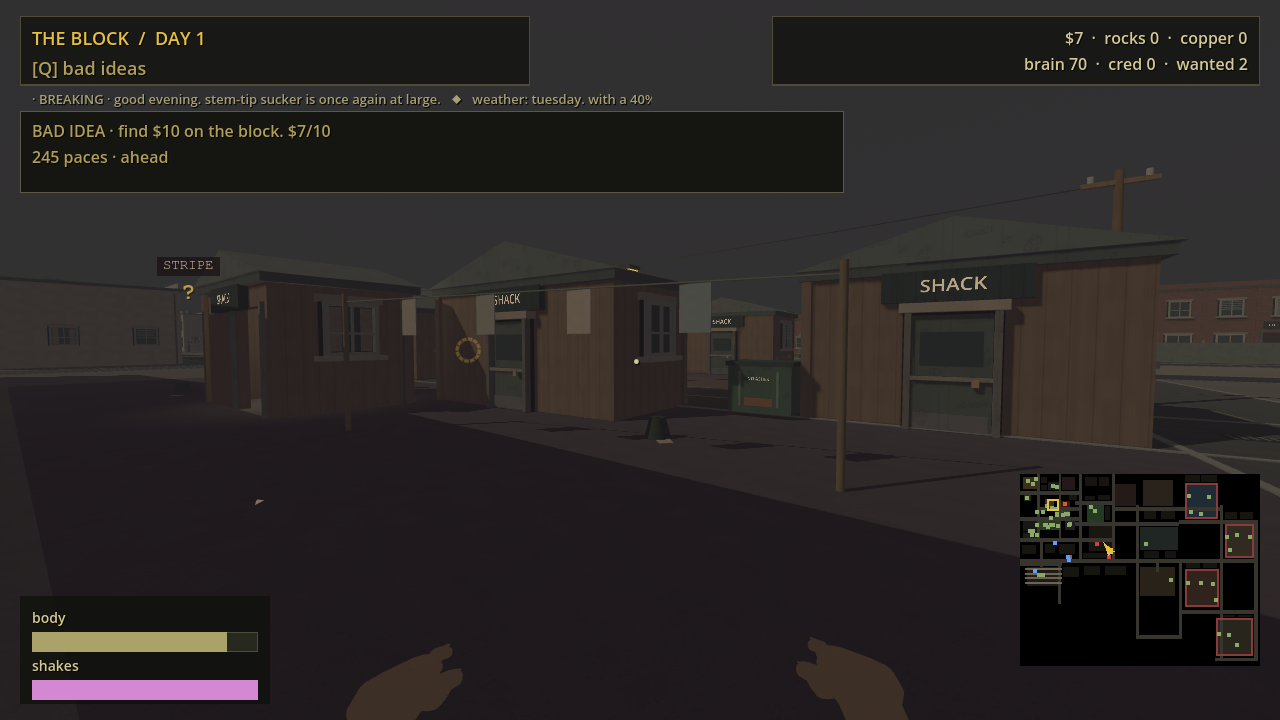 THE BLOCK / DAY 1
[Q] bad ideas
$7 · rocks 0 · copper 0
brain 70 · cred 0 · wanted 2
· BREAKING · good evening. stem-tip sucker is once again at large. ◆ weather: tuesday. with a 40%
BAD IDEA · find $10 on the block. $7/10
245 paces · ahead
STRIPE
?
SHACK
SHACK
SHACK
body
shakes